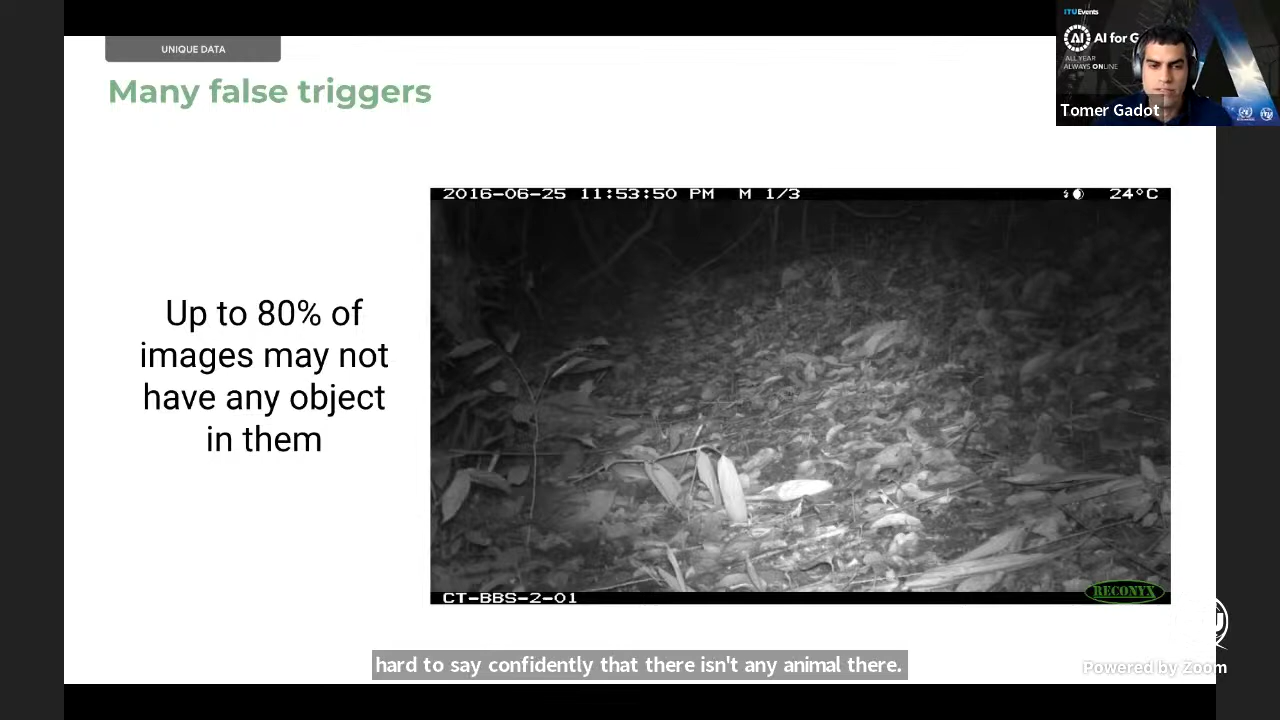 UNIQUE DATA
Many false triggers
ITUEvents
AI
AI for G
ALL YEAR
ALWAYS ONLINE
Tomer Gadot
2016-06-25 11:53:50 PM M 1/3
24°C
Up to 80% of
images may not
have any object
in them
CT-BBS-2-01
RECONYX
hard to say confidently that there isn't any animal there.
Powered by Zoom